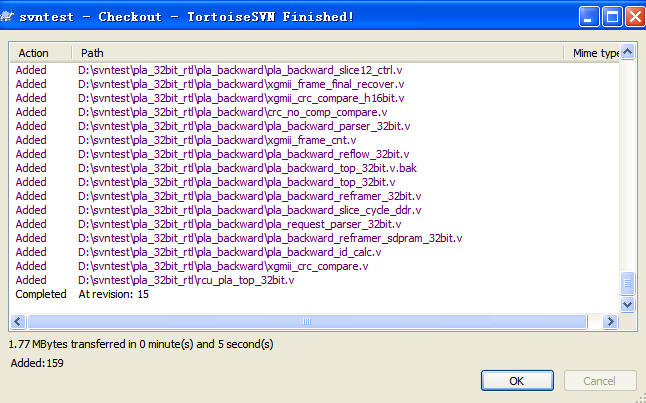 svntest - Checkout - TortoiseSVN Finished!
Action Path Mime type
Added D:\svntest\pla_32bit_rtl\pla_backward\pla_backward_slice12_ctrl.v
Added D:\svntest\pla_32bit_rtl\pla_backward\xgmii_frame_final_recover.v
Added D:\svntest\pla_32bit_rtl\pla_backward\xgmii_crc_compare_h16bit.v
Added D:\svntest\pla_32bit_rtl\pla_backward\crc_no_comp_compare.v
Added D:\svntest\pla_32bit_rtl\pla_backward\pla_backward_parser_32bit.v
Added D:\svntest\pla_32bit_rtl\pla_backward\xgmii_frame_cnt.v
Added D:\svntest\pla_32bit_rtl\pla_backward\pla_backward_reflow_32bit.v
Added D:\svntest\pla_32bit_rtl\pla_backward\pla_backward_top_32bit.v.bak
Added D:\svntest\pla_32bit_rtl\pla_backward\pla_backward_top_32bit.v
Added D:\svntest\pla_32bit_rtl\pla_backward\pla_backward_reframer_32bit.v
Added D:\svntest\pla_32bit_rtl\pla_backward\pla_backward_slice_cycle_ddr.v
Added D:\svntest\pla_32bit_rtl\pla_backward\pla_request_parser_32bit.v
Added D:\svntest\pla_32bit_rtl\pla_backward\pla_backward_reframer_sdpram_32bit.v
Added D:\svntest\pla_32bit_rtl\pla_backward\pla_backward_id_calc.v
Added D:\svntest\pla_32bit_rtl\pla_backward\xgmii_crc_compare.v
Added D:\svntest\pla_32bit_rtl\rcu_pla_top_32bit.v
Completed At revision: 15
1.77 MBytes transferred in 0 minute(s) and 5 second(s)
Added:159
OK Cancel